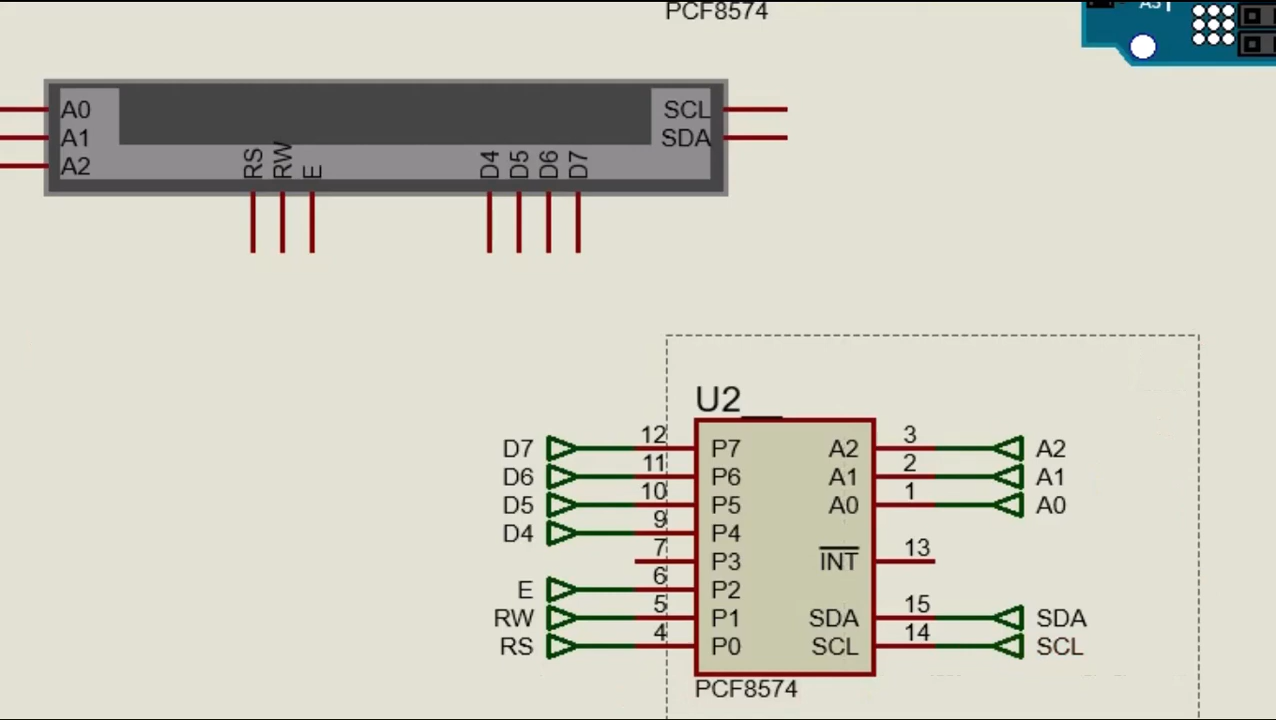 PCF8574
A0
A1
A2
SCL
SDA
RS
RW
E
D4
D5
D6
D7
U2
D7 12 P7 A2 3 A2
D6 11 P6 A1 2 A1
D5 10 P5 A0 1 A0
D4 9 P4
7 P3 INT 13
E 6 P2
RW 5 P1 SDA 15 SDA
RS 4 P0 SCL 14 SCL
PCF8574